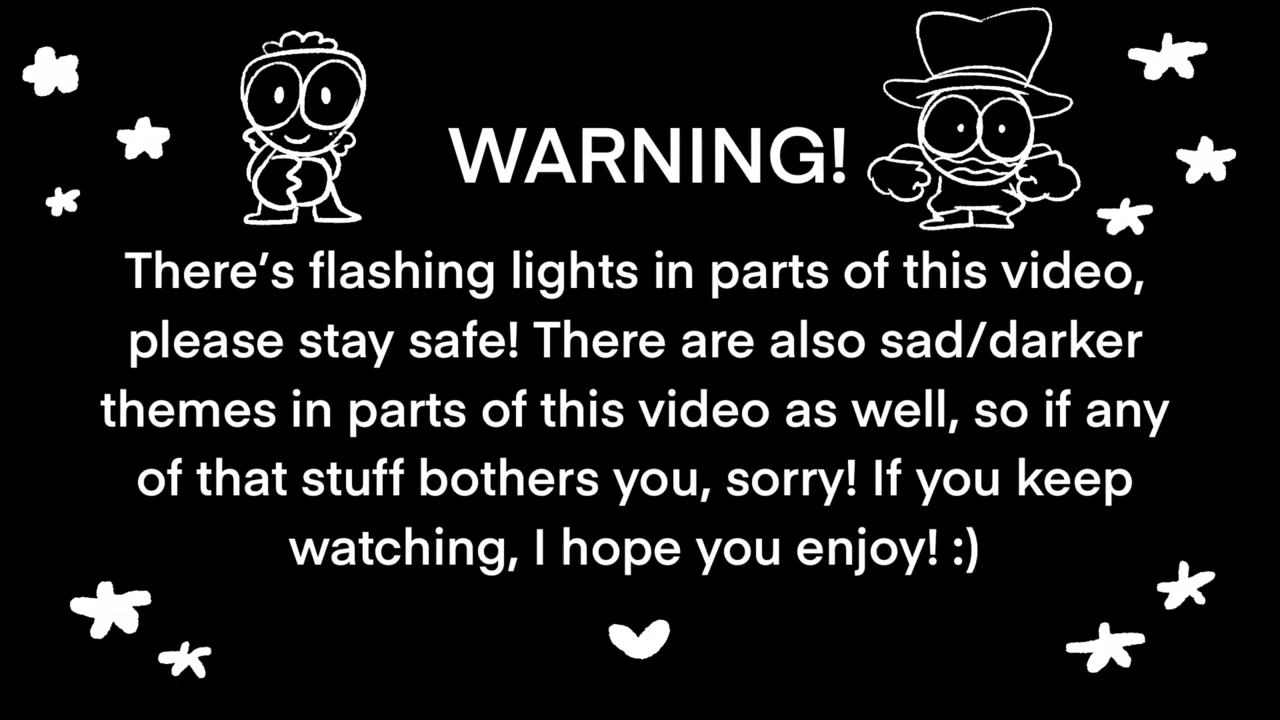 WARNING!
There’s flashing lights in parts of this video,
please stay safe! There are also sad/darker
themes in parts of this video as well, so if any
of that stuff bothers you, sorry! If you keep
watching, I hope you enjoy! :)